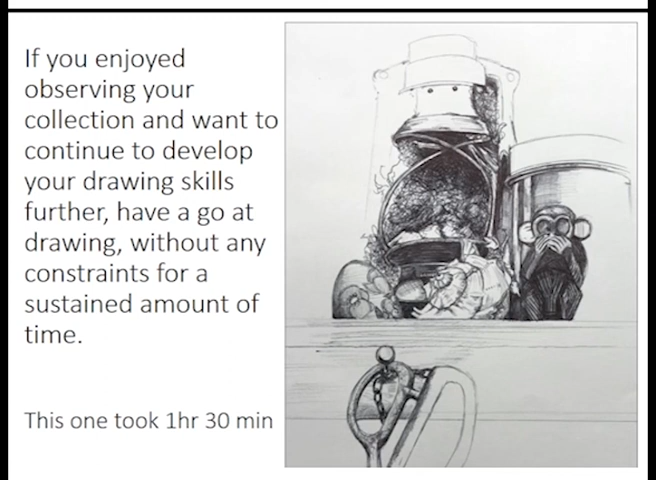 If you enjoyed
observing your
collection and want to
continue to develop
your drawing skills
further, have a go at
drawing, without any
constraints for a
sustained amount of
time.
This one took 1hr 30 min